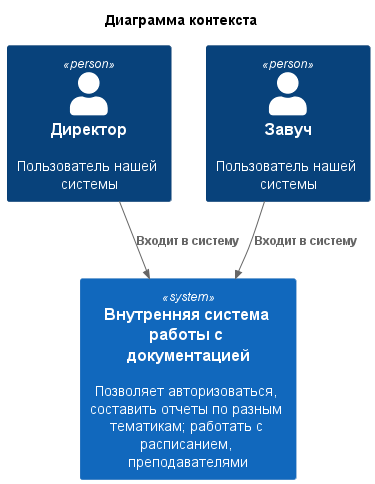 Диаграмма контекста
«person»
Директор
Пользователь нашей
системы
«person»
Завуч
Пользователь нашей
системы
Входит в систему
Входит в систему
«system»
Внутренняя система
работы с
документацией
Позволяет авторизоваться,
составить отчеты по разным
тематикам; работать с
расписанием,
преподавателями